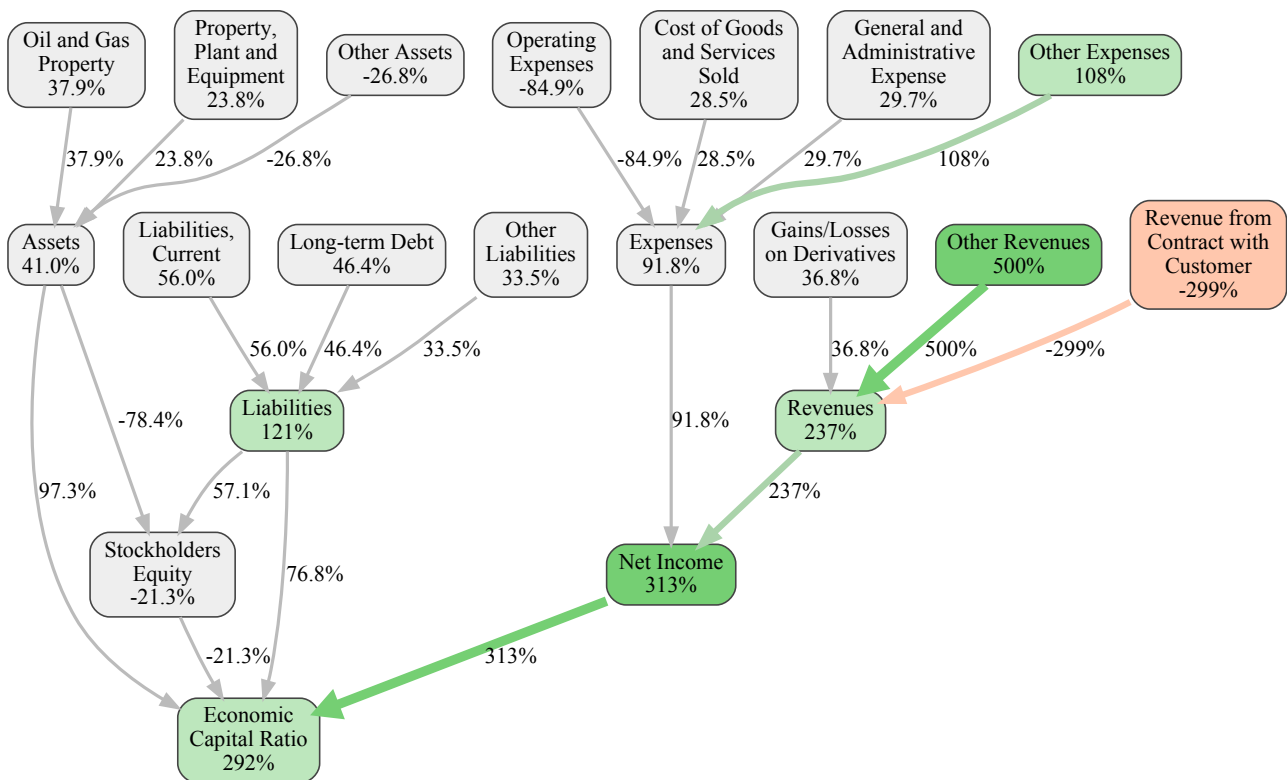 Oil and Gas
Property
37.9%
Property,
Plant and
Equipment
23.8%
Other Assets
-26.8%
Operating
Expenses
-84.9%
Cost of Goods
and Services
Sold
28.5%
General and
Administrative
Expense
29.7%
Other Expenses
108%
37.9%
23.8%
-26.8%
-84.9%
28.5%
29.7%
108%
Assets
41.0%
Liabilities,
Current
56.0%
Long-term Debt
46.4%
Other
Liabilities
33.5%
Expenses
91.8%
Gains/Losses
on Derivatives
36.8%
Other Revenues
500%
Revenue from
Contract with
Customer
-299%
56.0%
46.4%
33.5%
36.8%
500%
-299%
-78.4%
Liabilities
121%
91.8%
Revenues
237%
97.3%
57.1%
237%
Stockholders
Equity
-21.3%
76.8%
Net Income
313%
-21.3%
313%
Economic
Capital Ratio
292%